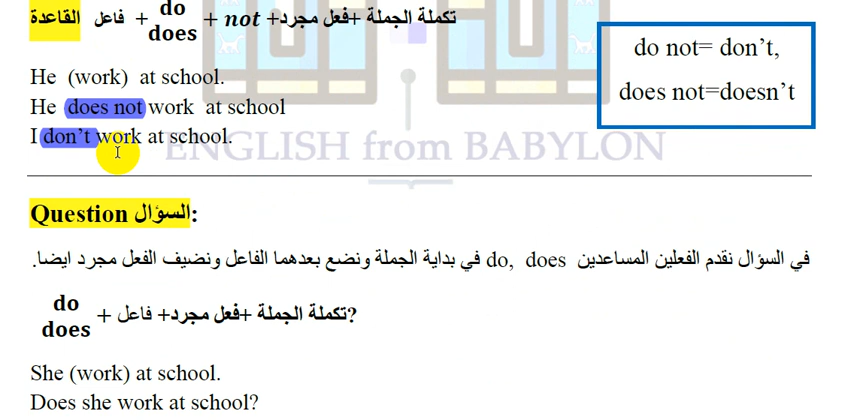 القاعدة فاعل + do does + not +فعل مجرد+ تكملة الجملة
do not= don’t,
does not=doesn’t
He (work) at school.
He does not work at school
I don’t work at school.
ENGLISH from BABYLON
Question السؤال:
في السؤال نقدم الفعلين المساعدين do, does في بداية الجملة ونضع بعدهما الفاعل ونضيف الفعل مجرد ايضا.
do does + فاعل +فعل مجرد+ تكملة الجملة?
She (work) at school.
Does she work at school?